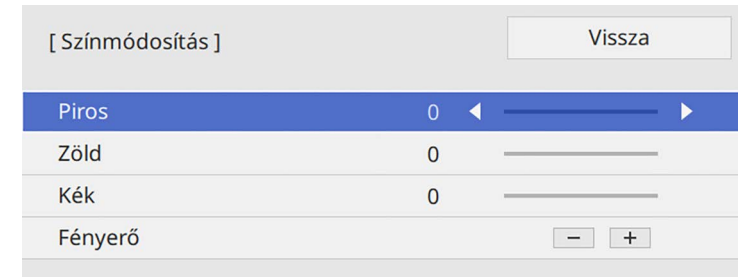 [ Színmódosítás ]
Vissza
Piros 0
Zöld 0
Kék 0
Fényerő − +